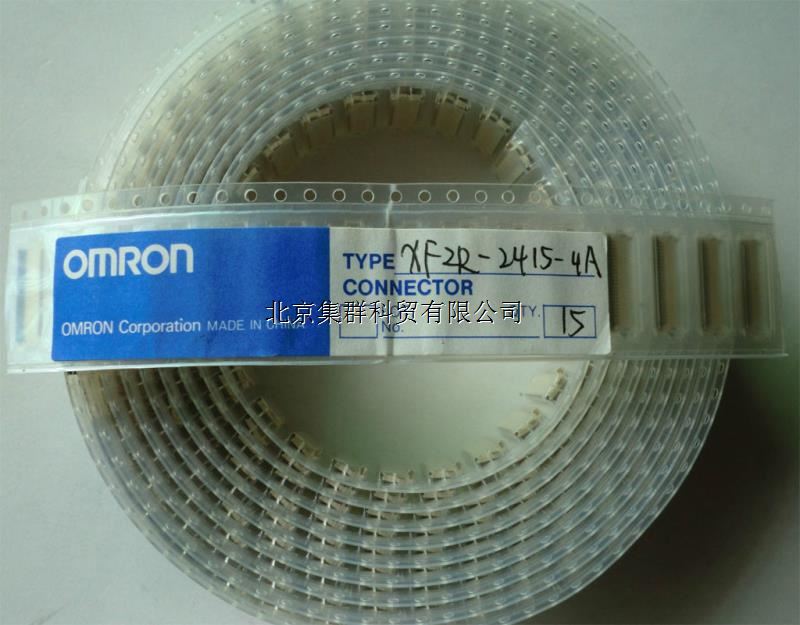 OMRON
TYPE XF2R-2415-4A
CONNECTOR
北京集群科贸有限公司
OMRON Corporation MADE IN CHINA
No.
TY.
15